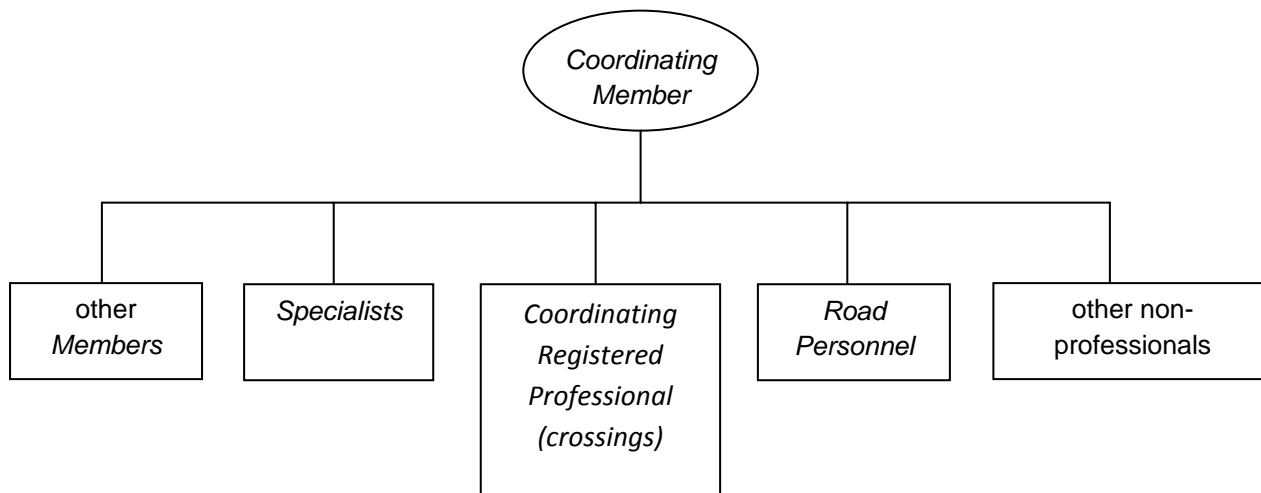 Coordinating
Member
other
Members
Specialists
Coordinating
Registered
Professional
(crossings)
Road
Personnel
other non-
professionals